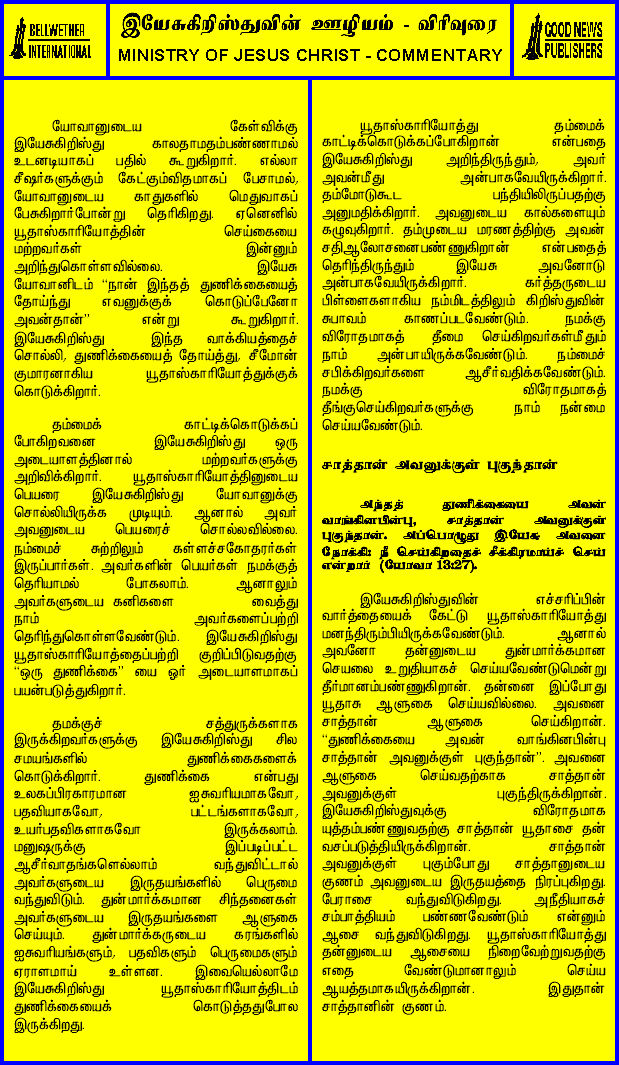 BELLWETHER
INTERNATIONAL
இயேசுகிறிஸ்துவின் ஊழியம் - விரிவுரை
MINISTRY OF JESUS CHRIST - COMMENTARY
GOOD NEWS
PUBLISHERS
யோவானுடைய கேள்விக்கு
இயேசுகிறிஸ்து காலதாமதம்பண்ணாமல்
உடனடியாகப் பதில் கூறுகிறார். எல்லா
சீஷர்களுக்கும் கேட்கும்விதமாகப் பேசாமல்,
யோவானுடைய காதுகளில் மெதுவாகப்
பேசுகிறார்போன்று தெரிகிறது. ஏனெனில்
யூதாஸ்காரியோத்தின் செய்கையை
மற்றவர்கள் இன்னும்
அறிந்துகொள்ளவில்லை. இயேசு
யோவானிடம் “நான் இந்தத் துணிக்கையைத்
தோய்ந்து எவனுக்குக் கொடுப்பேனோ
அவன்தான்” என்று கூறுகிறார்.
இயேசுகிறிஸ்து இந்த வாக்கியத்தைச்
சொல்லி, துணிக்கையைத் தோய்த்து, சீமோன்
குமாரனாகிய யூதாஸ்காரியோத்துக்குக்
கொடுக்கிறார்.
தம்மைக் காட்டிக்கொடுக்கப்
போகிறவனை இயேசுகிறிஸ்து ஒரு
அடையாளத்தினால் மற்றவர்களுக்கு
அறிவிக்கிறார். யூதாஸ்காரியோத்தினுடைய
பெயரை இயேசுகிறிஸ்து யோவானுக்கு
சொல்லியிருக்க முடியும். ஆனால் அவர்
அவனுடைய பெயரைச் சொல்லவில்லை.
நம்மைச் சுற்றிலும் கள்ளச்சகோதரர்கள்
இருப்பார்கள். அவர்களின் பெயர்கள் நமக்குத்
தெரியாமல் போகலாம். ஆனாலும்
அவர்களுடைய கனிகளை வைத்து
நாம் அவர்களைப்பற்றி
தெரிந்துகொள்ளவேண்டும். இயேசுகிறிஸ்து
யூதாஸ்காரியோத்தைப்பற்றி குறிப்பிடுவதற்கு
“ஒரு துணிக்கை” யை ஓர் அடையாளமாகப்
பயன்படுத்துகிறார்.
தமக்குச் சத்துருக்களாக
இருக்கிறவர்களுக்கு இயேசுகிறிஸ்து சில
சமயங்களில் துணிக்கைகளைக்
கொடுக்கிறார். துணிக்கை என்பது
உலகப்பிரகாரமான ஐசுவரியமாகவோ,
பதவியாகவோ, பட்டங்களாகவோ,
உயர்பதவிகளாகவோ இருக்கலாம்.
மனுஷருக்கு இப்படிப்பட்ட
ஆசீர்வாதங்களெல்லாம் வந்துவிட்டால்
அவர்களுடைய இருதயங்களில் பெருமை
வந்துவிடும். துன்மார்க்கமான சிந்தனைகள்
அவர்களுடைய இருதயங்களை ஆளுகை
செய்யும். துன்மார்க்கருடைய கரங்களில்
ஐசுவரியங்களும், பதவிகளும் பெருமைகளும்
ஏராளமாய் உள்ளன. இவையெல்லாமே
இயேசுகிறிஸ்து யூதாஸ்காரியோத்திடம்
துணிக்கையைக் கொடுத்ததுபோல
இருக்கிறது.
யூதாஸ்காரியோத்து தம்மைக்
காட்டிக்கொடுக்கப்போகிறான் என்பதை
இயேசுகிறிஸ்து அறிந்திருந்தும், அவர்
அவன்மீது அன்பாகவேயிருக்கிறார்.
தம்மோடுகூட பந்தியிலிருப்பதற்கு
அனுமதிக்கிறார். அவனுடைய கால்களையும்
கழுவுகிறார். தம்முடைய மரணத்திற்கு அவன்
சதிஆலோசனைபண்ணுகிறான் என்பதைத்
தெரிந்திருந்தும் இயேசு அவனோடு
அன்பாகவேயிருக்கிறார். கர்த்தருடைய
பிள்ளைகளாகிய நம்மிடத்திலும் கிறிஸ்துவின்
சுபாவம் காணப்படவேண்டும். நமக்கு
விரோதமாகத் தீமை செய்கிறவர்கள்மீதும்
நாம் அன்பாயிருக்கவேண்டும். நம்மைச்
சபிக்கிறவர்களை ஆசீர்வதிக்கவேண்டும்.
நமக்கு விரோதமாகத்
தீங்குசெய்கிறவர்களுக்கு நாம் நன்மை
செய்யவேண்டும்.
சாத்தான் அவனுக்குள் புகுந்தான்
அந்தத் துணிக்கையை அவன்
வாங்கினபின்பு, சாத்தான் அவனுக்குள்
புகுந்தான். அப்பொழுது இயேசு அவனை
நோக்கி: நீ செய்கிறதைச் சீக்கிரமாய்ச் செய்
என்றார் (யோவா 13:27).
இயேசுகிறிஸ்துவின் எச்சரிப்பின்
வார்த்தையைக் கேட்டு யூதாஸ்காரியோத்து
மனந்திரும்பியிருக்கவேண்டும். ஆனால்
அவனோ தன்னுடைய துன்மார்க்கமான
செயலை உறுதியாகச் செய்யவேண்டுமென்று
தீர்மானம்பண்ணுகிறான். தன்னை இப்போது
யூதாசு ஆளுகை செய்யவில்லை. அவனை
சாத்தான் ஆளுகை செய்கிறான்.
“துணிக்கையை அவன் வாங்கினபின்பு
சாத்தான் அவனுக்குள் புகுந்தான்”. அவனை
ஆளுகை செய்வதற்காக சாத்தான்
அவனுக்குள் புகுந்திருக்கிறான்.
இயேசுகிறிஸ்துவுக்கு விரோதமாக
யுத்தம்பண்ணுவதற்கு சாத்தான் யூதாசை தன்
வசப்படுத்தியிருக்கிறான். சாத்தான்
அவனுக்குள் புகும்போது சாத்தானுடைய
குணம் அவனுடைய இருதயத்தை நிரப்புகிறது.
பேராசை வந்துவிடுகிறது. அநீதியாகச்
சம்பாத்தியம் பண்ணவேண்டும் என்னும்
ஆசை வந்துவிடுகிறது. யூதாஸ்காரியோத்து
தன்னுடைய ஆசையை நிறைவேற்றுவதற்கு
எதை வேண்டுமானாலும் செய்ய
ஆயத்தமாகயிருக்கிறான். இதுதான்
சாத்தானின் குணம்.